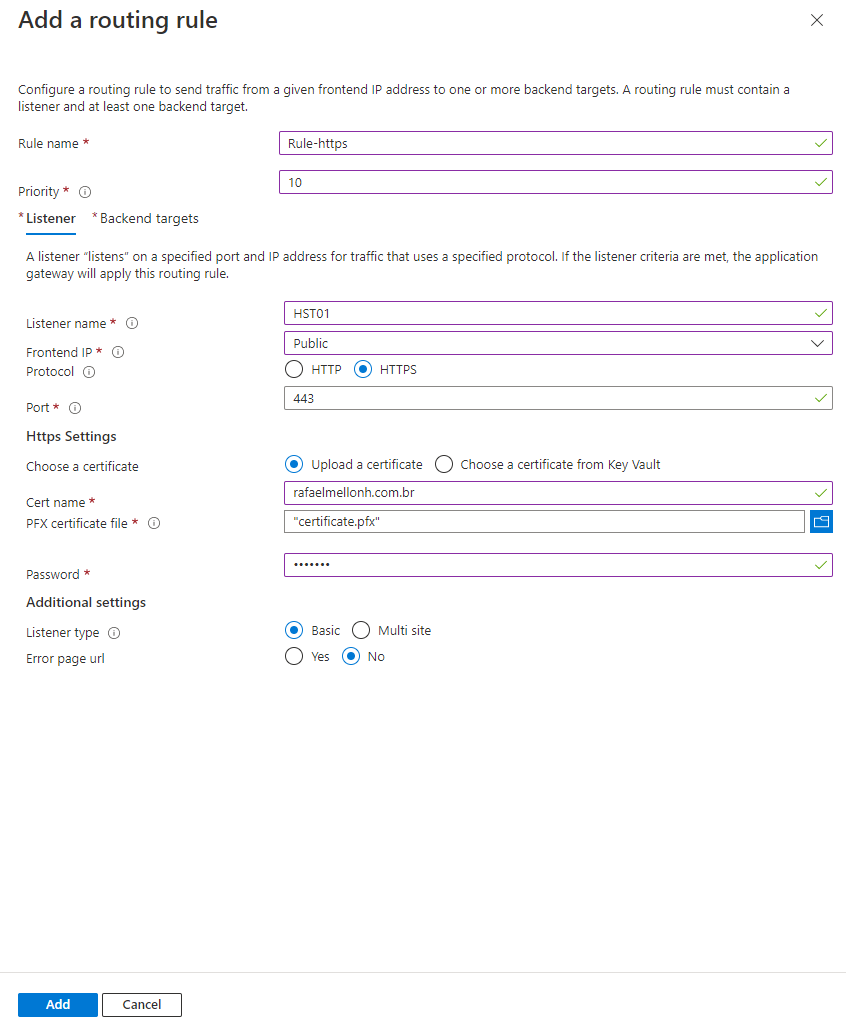 Add a routing rule
Configure a routing rule to send traffic from a given frontend IP address to one or more backend targets. A routing rule must contain a
listener and at least one backend target.
Rule name * Rule-https
Priority * 10
* Listener * Backend targets
A listener “listens” on a specified port and IP address for traffic that uses a specified protocol. If the listener criteria are met, the application
gateway will apply this routing rule.
Listener name * HST01
Frontend IP * Public
Protocol HTTP HTTPS
Port * 443
Https Settings
Choose a certificate Upload a certificate Choose a certificate from Key Vault
Cert name * rafaelmellonh.com.br
PFX certificate file * "certificate.pfx"
Password * •••••••
Additional settings
Listener type Basic Multi site
Error page url Yes No
Add Cancel